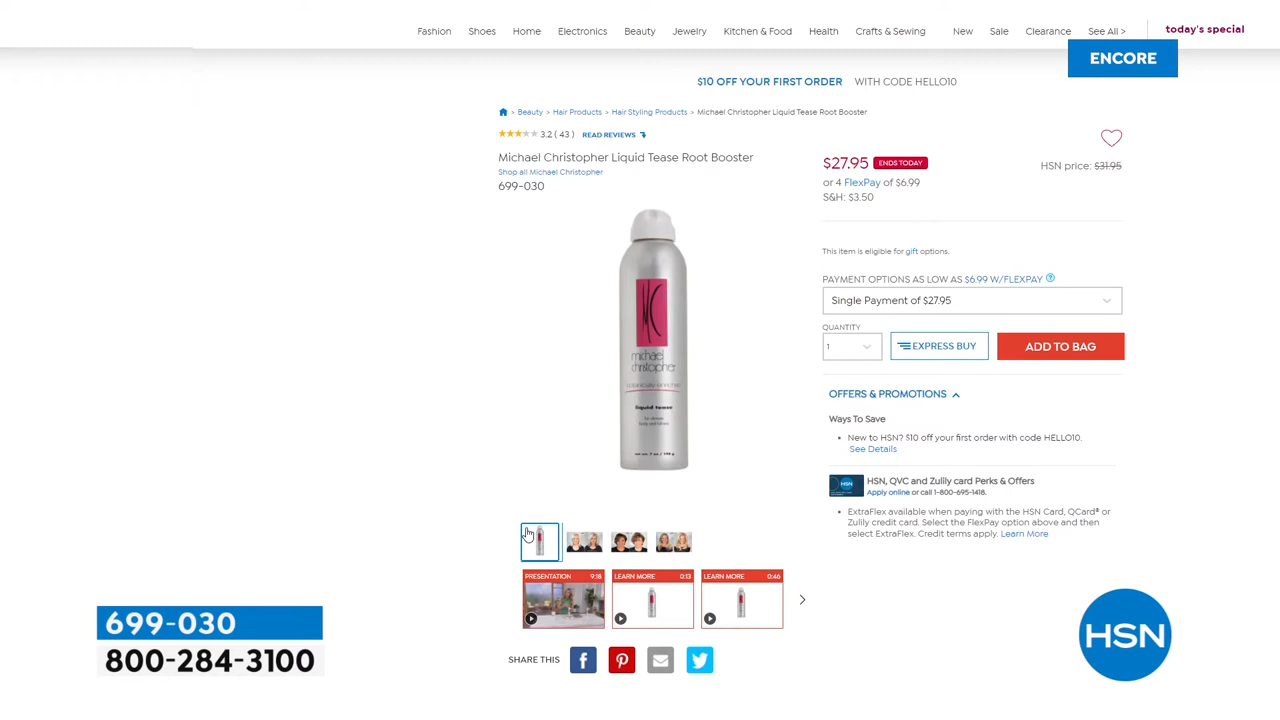 Fashion Shoes Home Electronics Beauty Jewelry Kitchen & Food Health Crafts & Sewing New Sale Clearance See All > today's special
ENCORE
$10 OFF YOUR FIRST ORDER WITH CODE HELLO10
> Beauty > Hair Products > Hair Styling Products > Michael Christopher Liquid Tease Root Booster
3.2 ( 43 ) READ REVIEWS
Michael Christopher Liquid Tease Root Booster
Shop all Michael Christopher
699-030
$27.95 ENDS TODAY
HSN price: $31.95
or 4 FlexPay of $6.99
S&H: $3.50
This item is eligible for gift options.
PAYMENT OPTIONS AS LOW AS $6.99 W/FLEXPAY ?
Single Payment of $27.95
QUANTITY
1
EXPRESS BUY
ADD TO BAG
OFFERS & PROMOTIONS
Ways To Save
• New to HSN? $10 off your first order with code HELLO10.
See Details
HSN
HSN, QVC and Zulily card Perks & Offers
Apply online or call 1-800-695-1418.
• ExtraFlex available when paying with the HSN Card, QCard® or
Zulily credit card. Select the FlexPay option above and then
select ExtraFlex. Credit terms apply. Learn More
MC
michael
christopher
liquid tease
PRESENTATION 9:18
LEARN MORE 0:13
LEARN MORE 0:46
SHARE THIS
699-030
800-284-3100
HSN